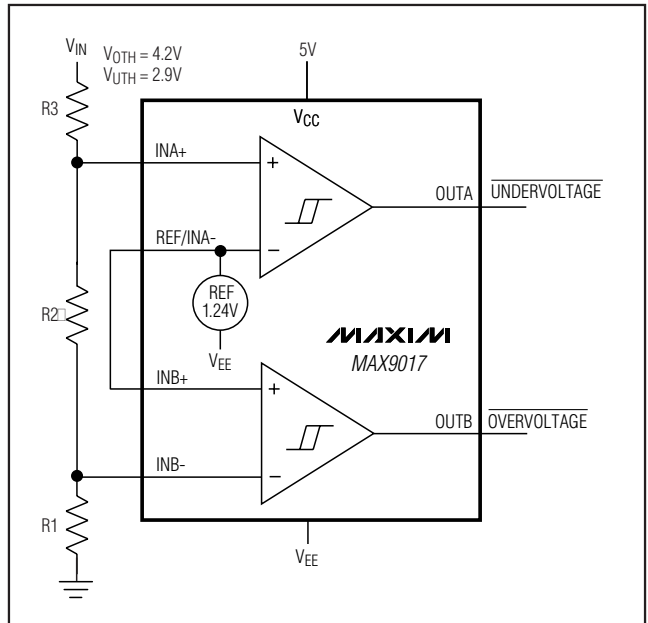 VIN
VOTH = 4.2V
VUTH = 2.9V
5V
R3
VCC
INA+
+
OUTA
UNDERVOLTAGE
REF/INA-
−
REF
1.24V
R2
VEE
MAXIM
MAX9017
INB+
+
OUTB
OVERVOLTAGE
INB-
−
R1
VEE